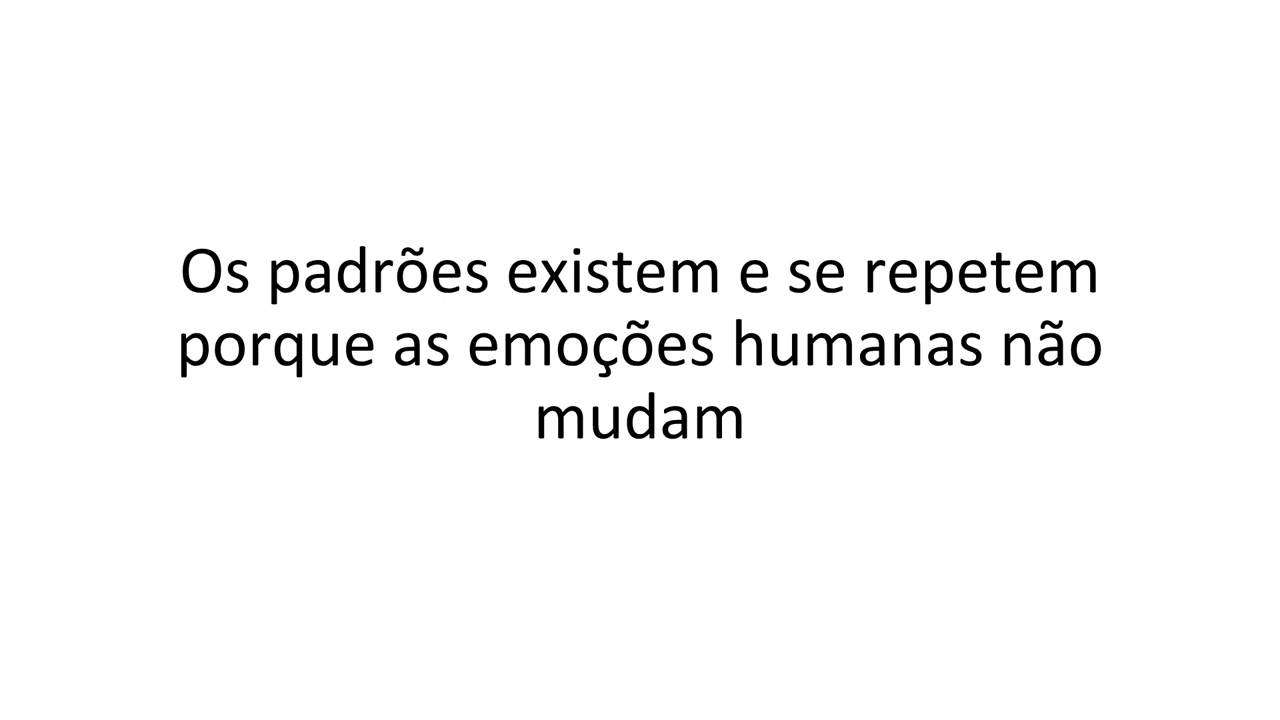 Os padrões existem e se repetem
porque as emoções humanas não
mudam